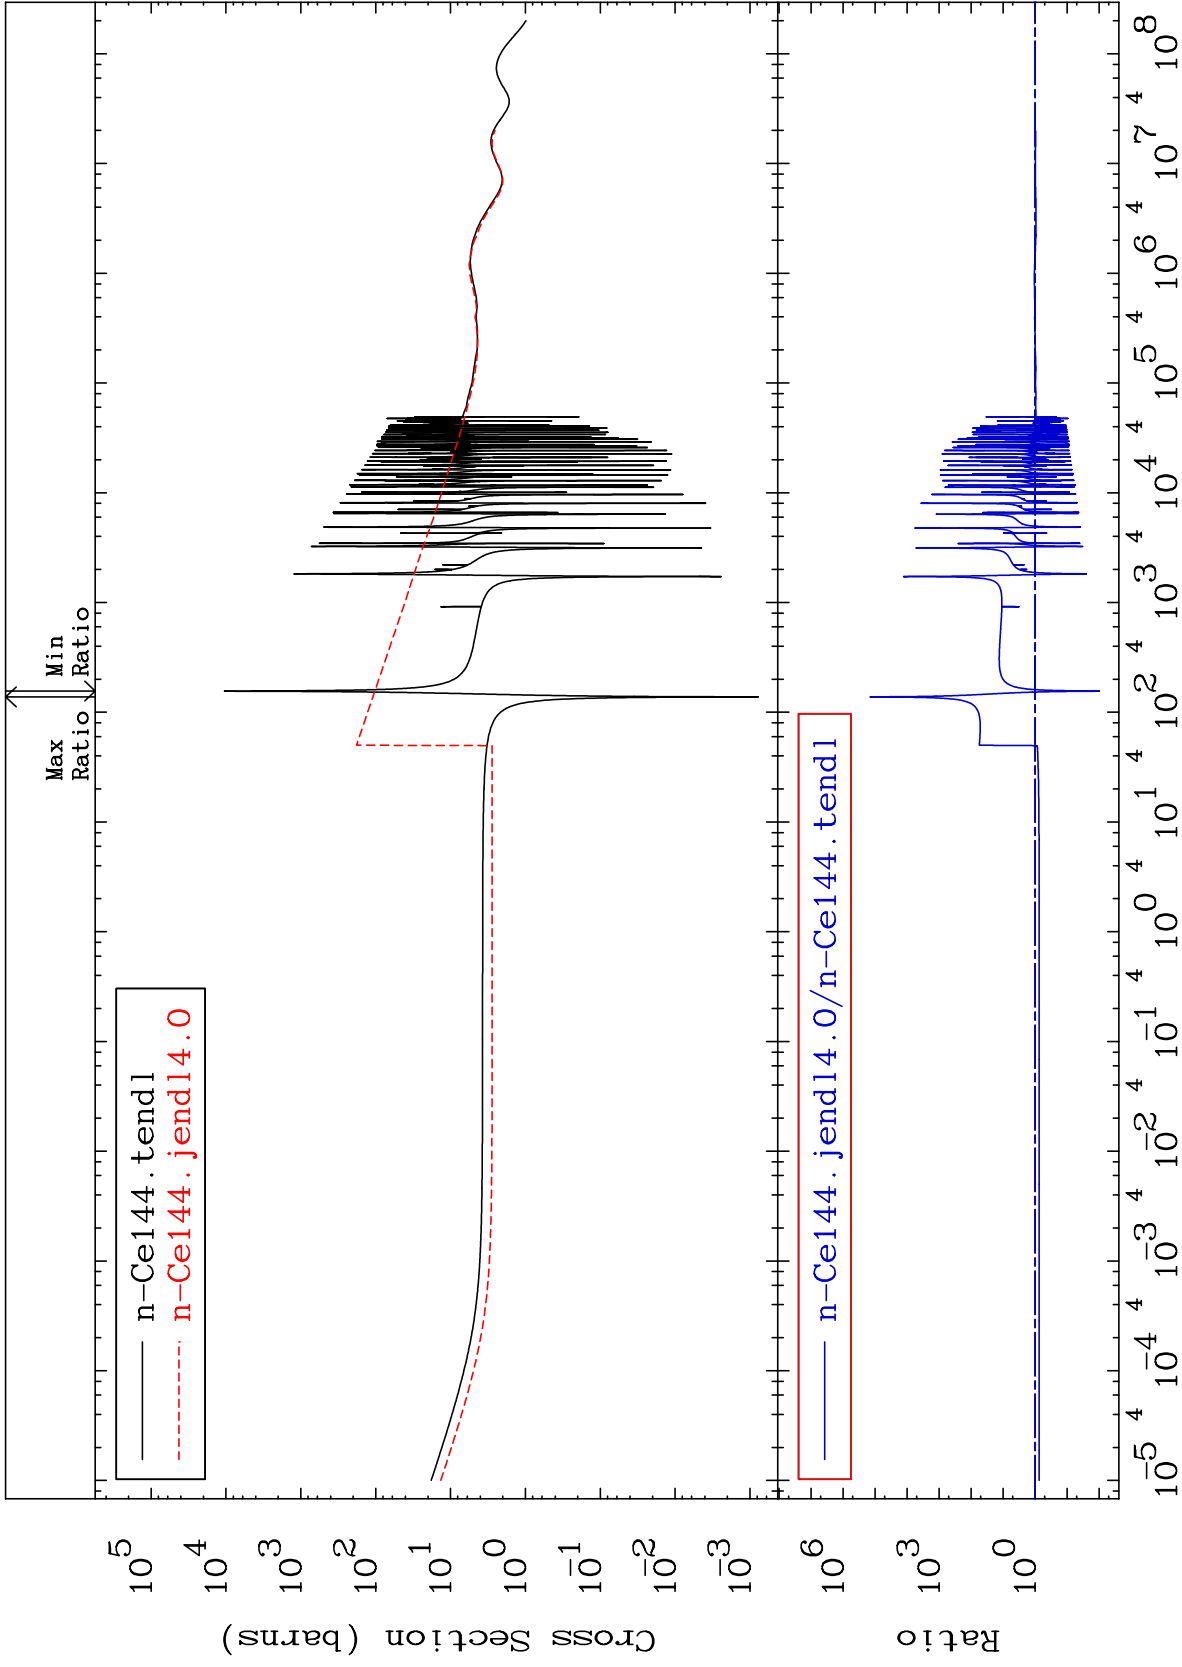 Max
Ratio
Min
Ratio
n-Ce144.tendl
n-Ce144.jendl4.0
10^5
10^4
10^3
10^2
10^1
10^0
10^-1
10^-2
10^-3
Cross Section (barns)
n-Ce144.jendl4.0/n-Ce144.tendl
10^6
10^3
10^0
Ratio
10^-5 4 10^-4 4 10^-3 4 10^-2 4 10^-1 4 10^0 4 10^1 4 10^2 4 10^3 4 10^4 4 10^5 4 10^6 4 10^7 4 10^8